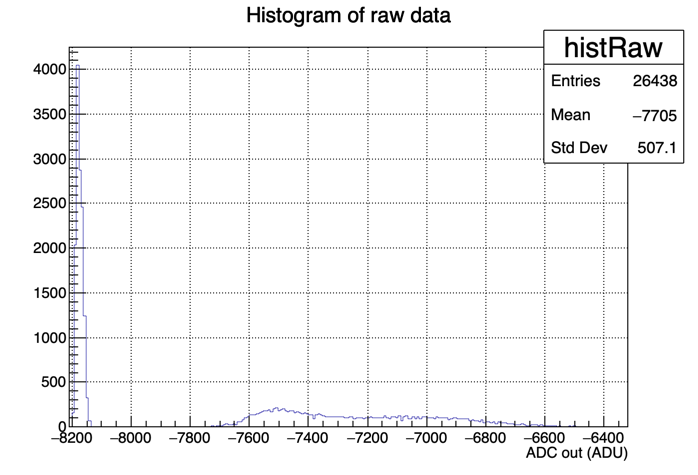 Histogram of raw data
histRaw
Entries 26438
Mean −7705
Std Dev 507.1
4000
3500
3000
2500
2000
1500
1000
500
0
−8200 −8000 −7800 −7600 −7400 −7200 −7000 −6800 −6600 −6400
ADC out (ADU)